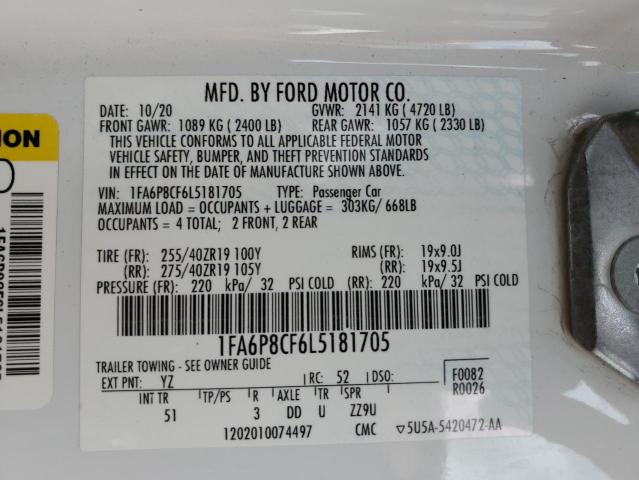 MFD. BY FORD MOTOR CO.
DATE: 10/20 GVWR: 2141 KG ( 4720 LB)
FRONT GAWR: 1089 KG ( 2400 LB) REAR GAWR: 1057 KG ( 2330 LB)
THIS VEHICLE CONFORMS TO ALL APPLICABLE FEDERAL MOTOR
VEHICLE SAFETY, BUMPER, AND THEFT PREVENTION STANDARDS
IN EFFECT ON THE DATE OF MANUFACTURE SHOWN ABOVE.
VIN: 1FA6P8CF6L5181705 TYPE: Passenger Car
MAXIMUM LOAD = OCCUPANTS + LUGGAGE = 303KG/ 668LB
OCCUPANTS = 4 TOTAL; 2 FRONT, 2 REAR
TIRE (FR): 255/40ZR19 100Y RIMS (FR): 19x9.0J
(RR): 275/40ZR19 105Y (RR): 19x9.5J
PRESSURE (FR): 220 kPa/ 32 PSI COLD (RR): 220 kPa/ 32 PSI COLD
1FA6P8CF6L5181705
TRAILER TOWING - SEE OWNER GUIDE
EXT PNT: YZ RC: 52 DSO: F0082
R0026
INT TR TP/PS R AXLE TR SPR
51 3 DD U ZZ9U
1202010074497 CMC ▽5U5A-5420472-AA